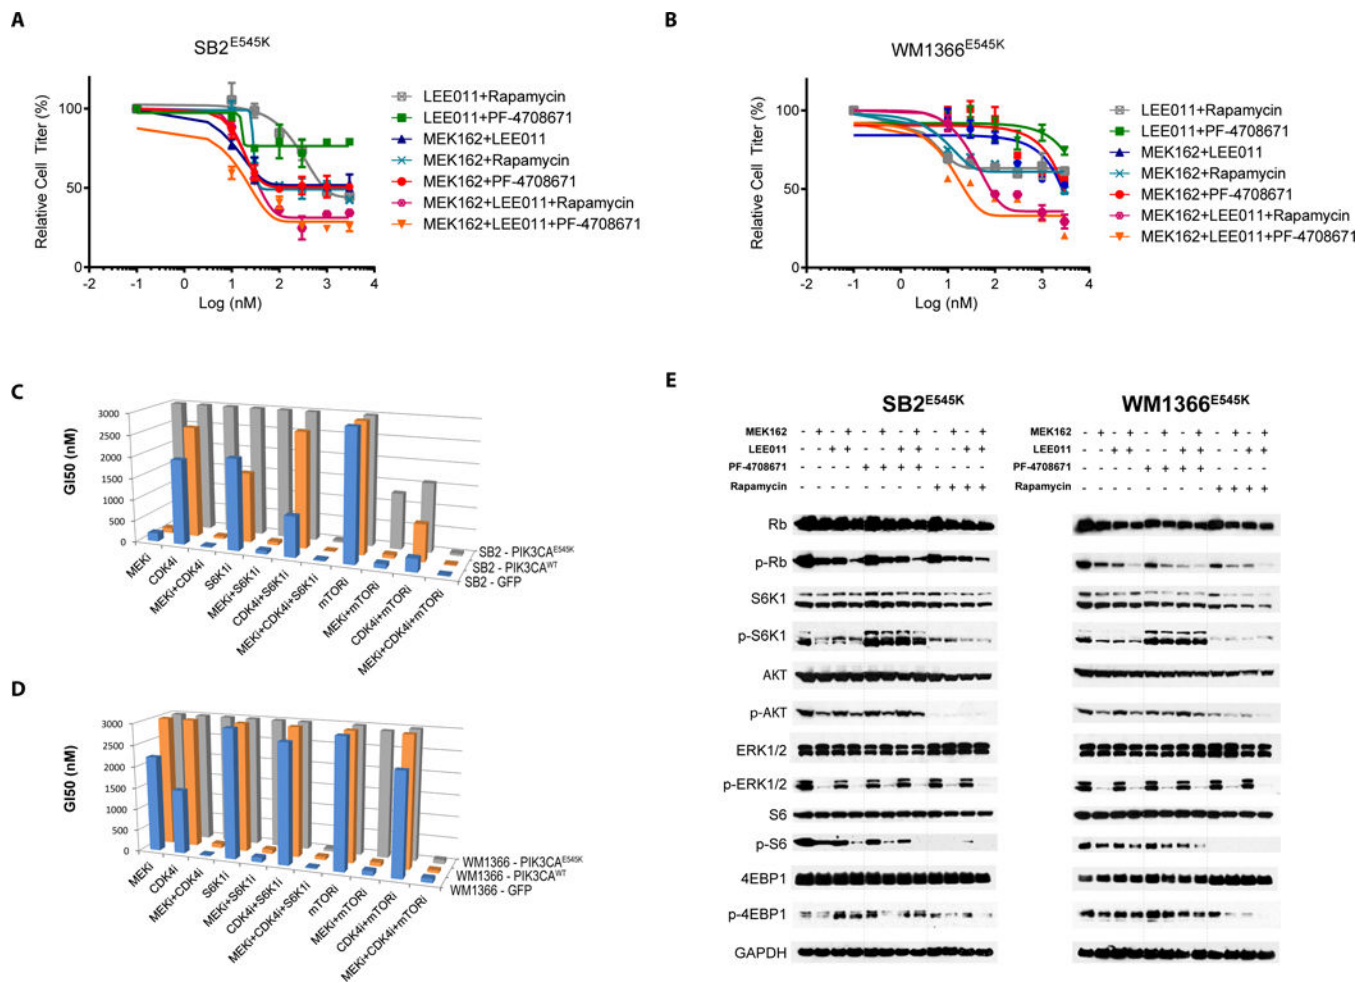 A
SB2E545K
Relative Cell Titer (%)
100
50
0
-2 -1 0 1 2 3 4
Log (nM)
LEE011+Rapamycin
LEE011+PF-4708671
MEK162+LEE011
MEK162+Rapamycin
MEK162+PF-4708671
MEK162+LEE011+Rapamycin
MEK162+LEE011+PF-4708671
B
WM1366E545K
Relative Cell Titer (%)
100
50
0
-2 -1 0 1 2 3 4
Log (nM)
LEE011+Rapamycin
LEE011+PF-4708671
MEK162+LEE011
MEK162+Rapamycin
MEK162+PF-4708671
MEK162+LEE011+Rapamycin
MEK162+LEE011+PF-4708671
C
GI50 (nM)
3000
2500
2000
1500
1000
500
0
MEKi
CDK4i
MEKi+CDK4i
S6K1i
MEKi+S6K1i
CDK4i+S6K1i
MEKi+CDK4i+S6K1i
mTORi
MEKi+mTORi
CDK4i+mTORi
MEKi+CDK4i+mTORi
SB2 - PIK3CAE545K
SB2 - PIK3CAWT
SB2 - GFP
D
GI50 (nM)
3000
2500
2000
1500
1000
500
0
MEKi
CDK4i
MEKi+CDK4i
S6K1i
MEKi+S6K1i
CDK4i+S6K1i
MEKi+CDK4i+S6K1i
mTORi
MEKi+mTORi
CDK4i+mTORi
MEKi+CDK4i+mTORi
WM1366 - PIK3CAE545K
WM1366 - PIK3CAWT
WM1366 - GFP
E
SB2E545K
MEK162 - + - + - + - + - + - +
LEE011 - - + + - - + + - - + +
PF-4708671 - - - - + + + + - - - -
Rapamycin - - - - - - - - + + + +
WM1366E545K
MEK162 - + - + - + - + - + - +
LEE011 - - + + - - + + - - + +
PF-4708671 - - - - + + + + - - - -
Rapamycin - - - - - - - - + + + +
Rb
p-Rb
S6K1
p-S6K1
AKT
p-AKT
ERK1/2
p-ERK1/2
S6
p-S6
4EBP1
p-4EBP1
GAPDH